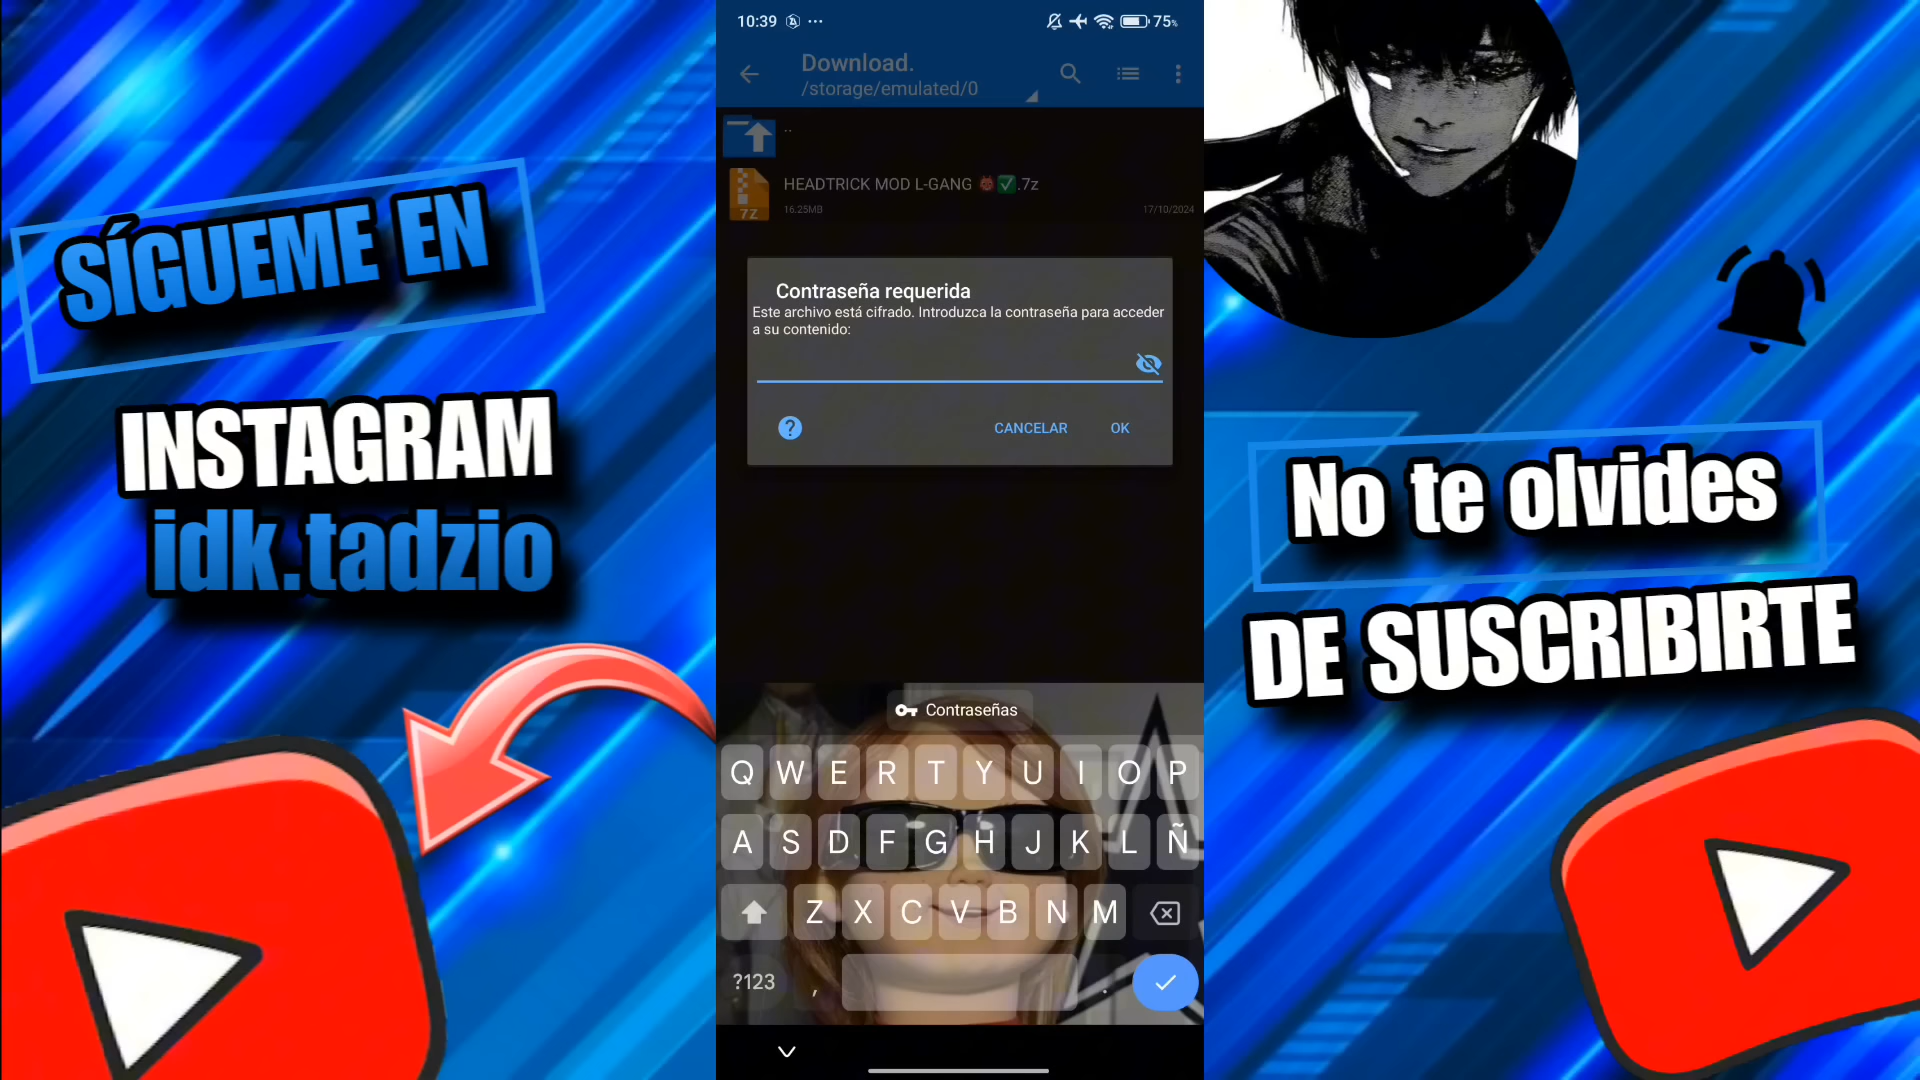 SÍGUEME EN
INSTAGRAM
idk.tadzio
10:39
75%
Download.
/storage/emulated/0
..
HEADTRICK MOD L-GANG 👹✅.7z
7Z
16.25MB
17/10/2024
Contraseña requerida
Este archivo está cifrado. Introduzca la contraseña para acceder
a su contenido:
?
CANCELAR
OK
Contraseñas
Q W E R T Y U I O P
A S D F G H J K L Ñ
Z X C V B N M
?123 , .
No te olvides
DE SUSCRIBIRTE